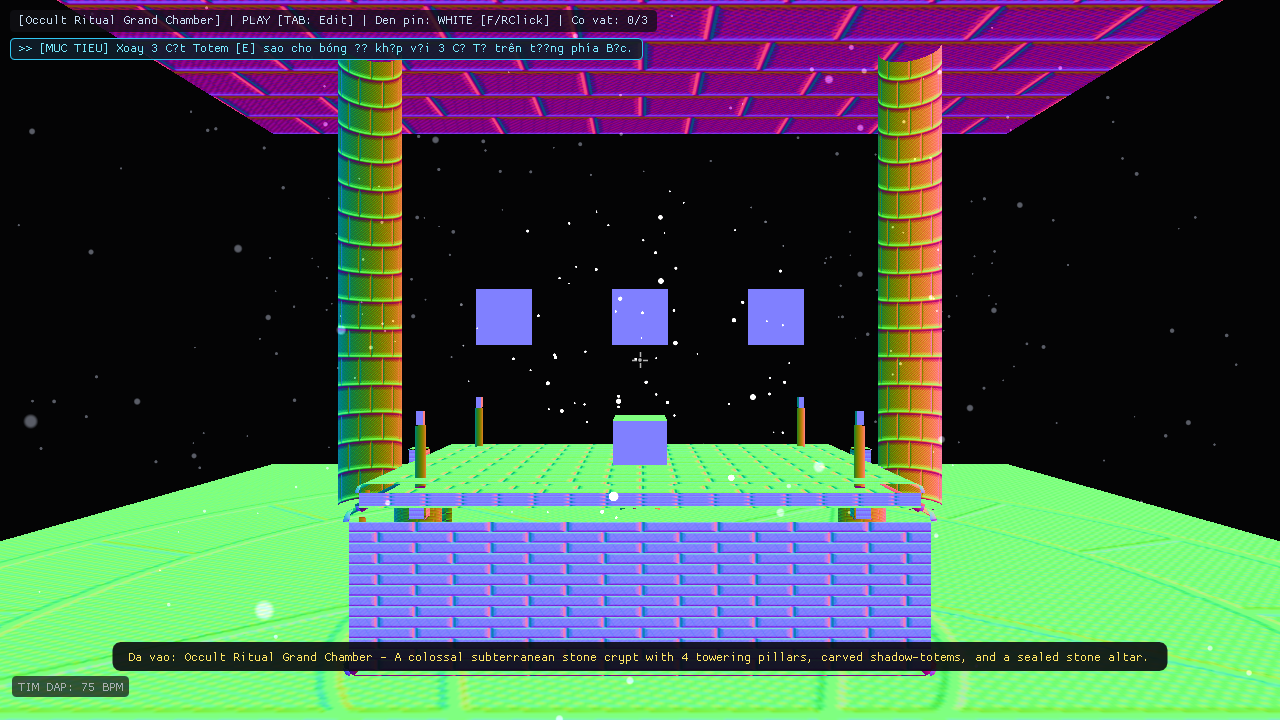 [Occult Ritual Grand Chamber] | PLAY [TAB: Edit] | Den pin: WHITE [F/RClick] | Co vat: 0/3
>> [MUC TIEU] Xoay 3 C?t Totem [E] sao cho bóng ?? kh?p v?i 3 C? T? trên t??ng phía B?c.
Da vao: Occult Ritual Grand Chamber - A colossal subterranean stone crypt with 4 towering pillars, carved shadow-totems, and a sealed stone altar.
TIM DAP: 75 BPM